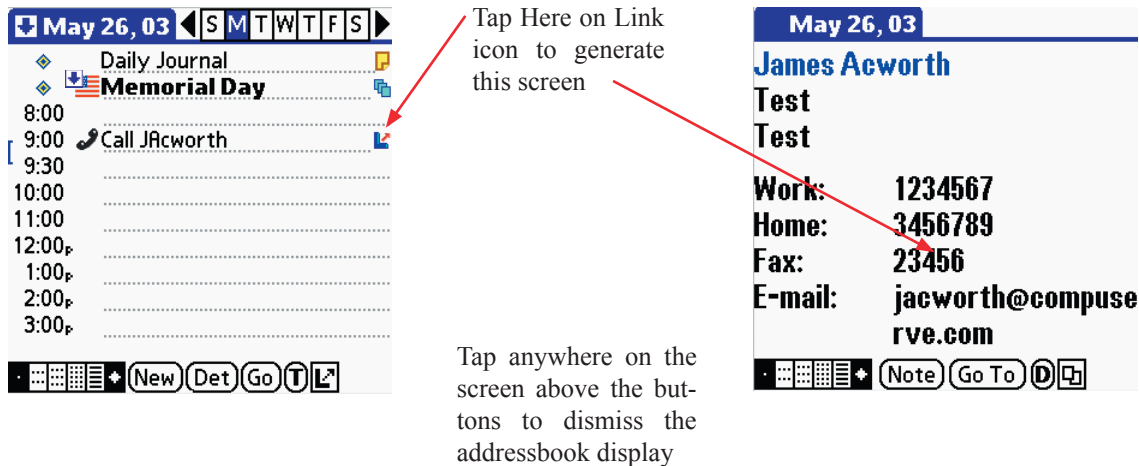 May 26, 03 S M T W T F S
Daily Journal
Memorial Day
8:00
9:00 Call JAcworth
9:30
10:00
11:00
12:00P
1:00P
2:00P
3:00P
New Det Go T
Tap Here on Link
icon to generate
this screen
Tap anywhere on the
screen above the but-
tons to dismiss the
addressbook display
May 26, 03
James Acworth
Test
Test
Work: 1234567
Home: 3456789
Fax: 23456
E-mail: jacworth@compuse
rve.com
Note Go To D